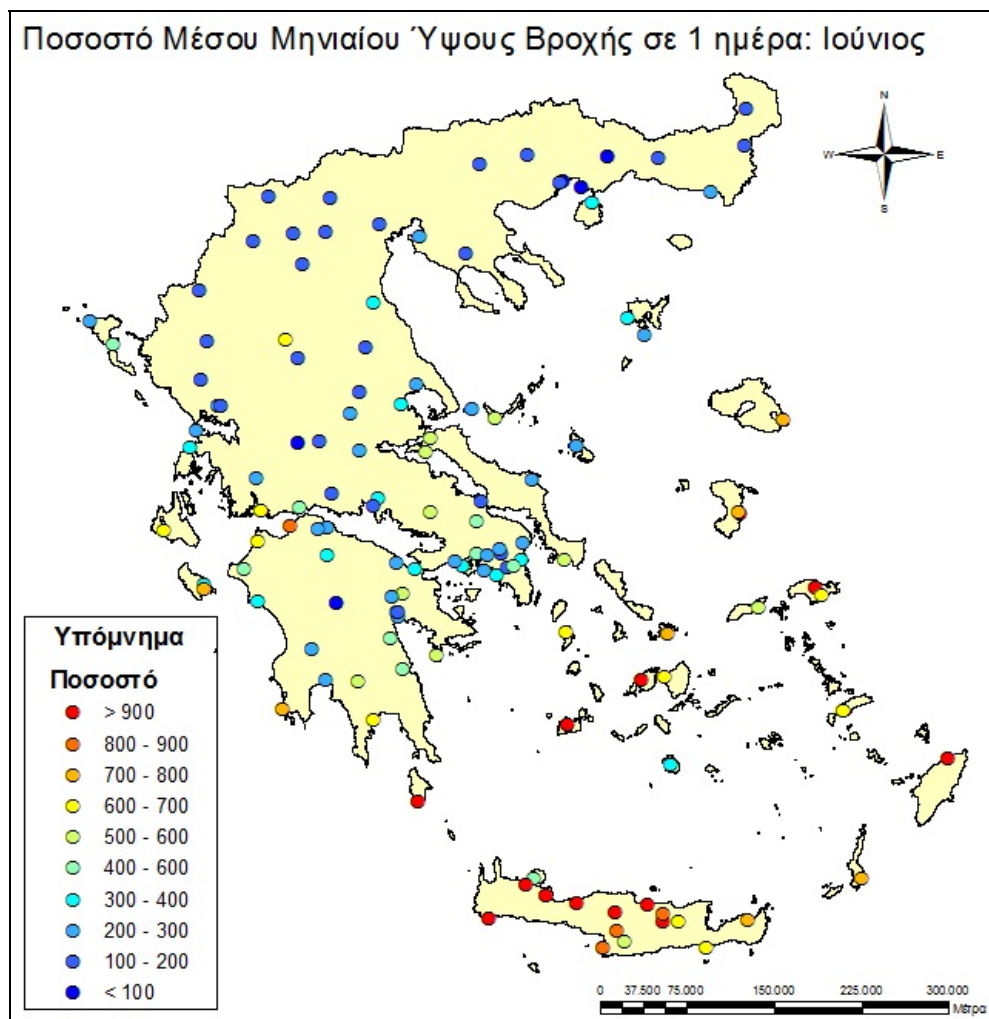 Ποσοστό Μέσου Μηνιαίου Ύψους Βροχής σε 1 ημέρα: Ιούνιος
N
W E
S
Υπόμνημα
Ποσοστό
> 900
800 - 900
700 - 800
600 - 700
500 - 600
400 - 600
300 - 400
200 - 300
100 - 200
< 100
0 37.500 75.000 150.000 225.000 300.000
Μέτρα